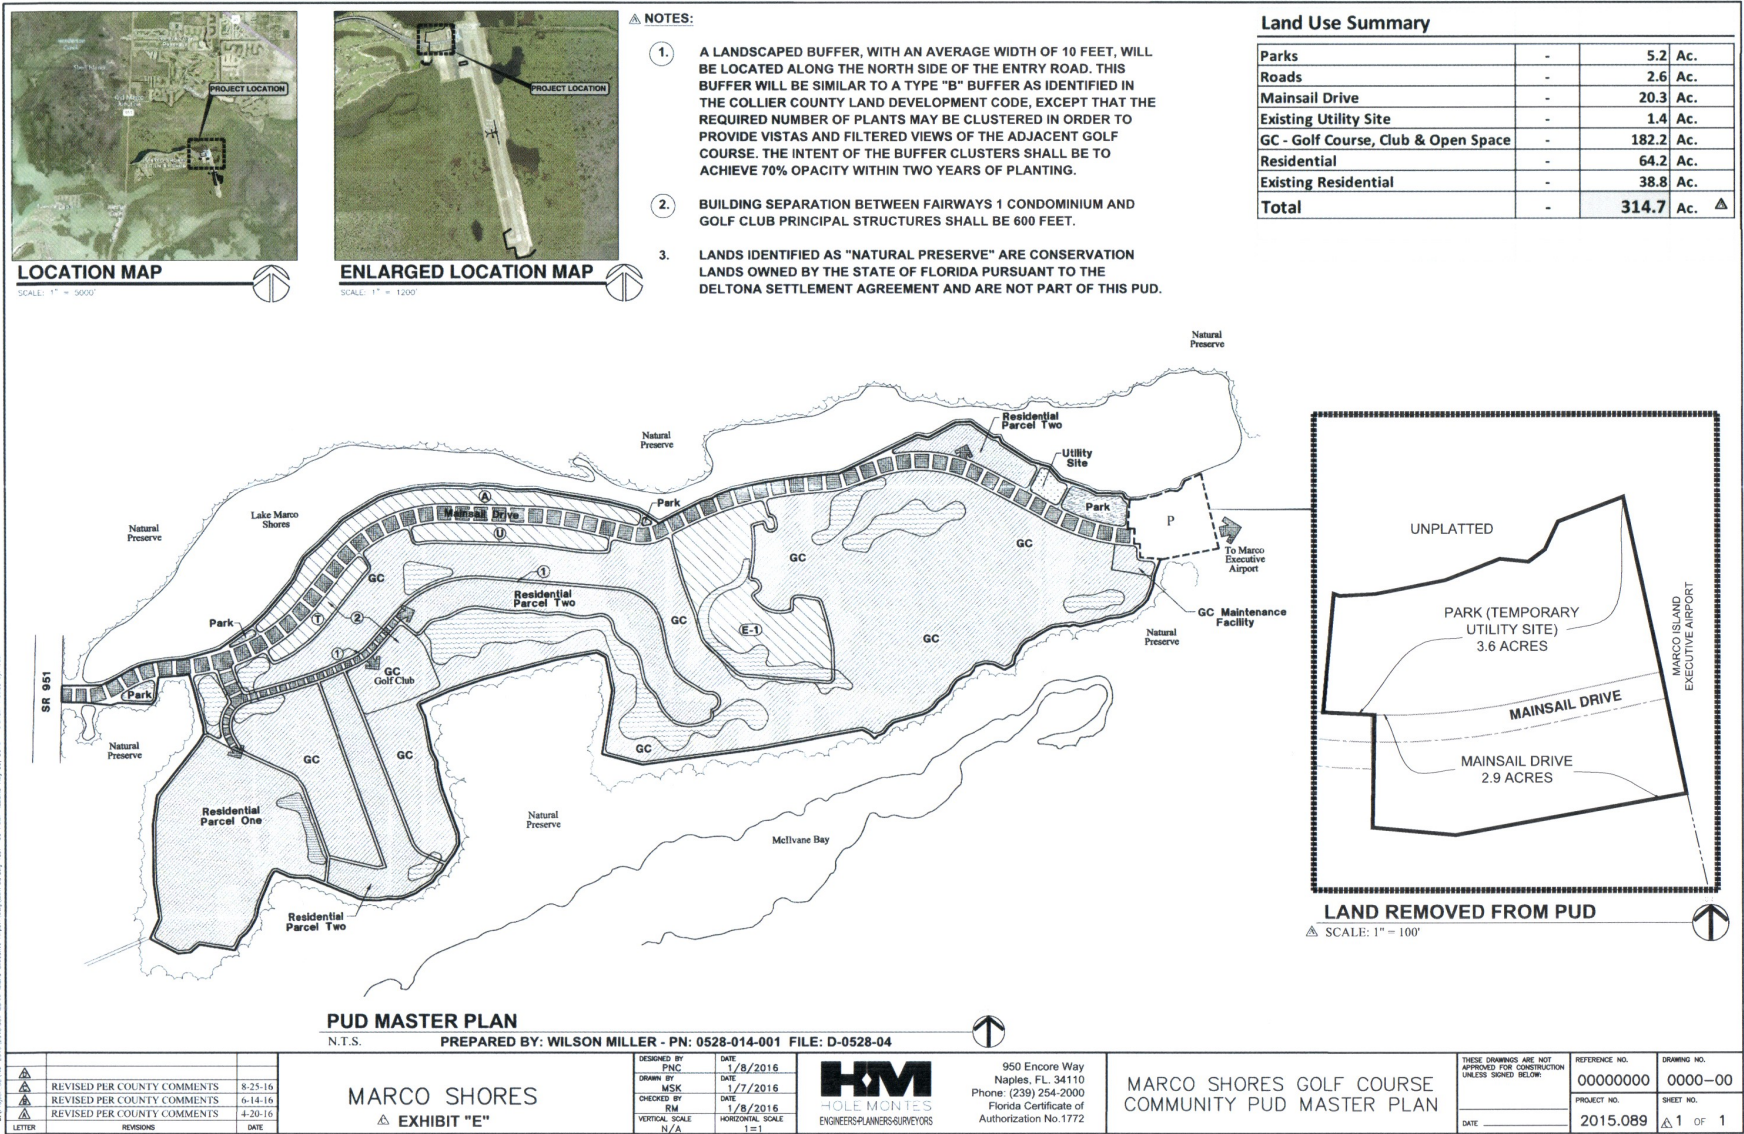 PROJECT LOCATION
LOCATION MAP
SCALE: 1" = 5000'
PROJECT LOCATION
ENLARGED LOCATION MAP
SCALE: 1" = 1200'
NOTES:
1. A LANDSCAPED BUFFER, WITH AN AVERAGE WIDTH OF 10 FEET, WILL
BE LOCATED ALONG THE NORTH SIDE OF THE ENTRY ROAD. THIS
BUFFER WILL BE SIMILAR TO A TYPE "B" BUFFER AS IDENTIFIED IN
THE COLLIER COUNTY LAND DEVELOPMENT CODE, EXCEPT THAT THE
REQUIRED NUMBER OF PLANTS MAY BE CLUSTERED IN ORDER TO
PROVIDE VISTAS AND FILTERED VIEWS OF THE ADJACENT GOLF
COURSE. THE INTENT OF THE BUFFER CLUSTERS SHALL BE TO
ACHIEVE 70% OPACITY WITHIN TWO YEARS OF PLANTING.
2. BUILDING SEPARATION BETWEEN FAIRWAYS 1 CONDOMINIUM AND
GOLF CLUB PRINCIPAL STRUCTURES SHALL BE 600 FEET.
3. LANDS IDENTIFIED AS "NATURAL PRESERVE" ARE CONSERVATION
LANDS OWNED BY THE STATE OF FLORIDA PURSUANT TO THE
DELTONA SETTLEMENT AGREEMENT AND ARE NOT PART OF THIS PUD.
Land Use Summary
Parks - 5.2 Ac.
Roads - 2.6 Ac.
Mainsail Drive - 20.3 Ac.
Existing Utility Site - 1.4 Ac.
GC - Golf Course, Club & Open Space - 182.2 Ac.
Residential - 64.2 Ac.
Existing Residential - 38.8 Ac.
Total - 314.7 Ac.
Natural
Preserve
Residential
Parcel Two
Natural
Preserve
Utility
Site
Park
A
Mainsail Drive
U
Park
P
Lake Marco
Shores
Natural
Preserve
To Marco
Executive
Airport
GC
GC
GC
1
Residential
Parcel Two
2
T
Park
GC
E-1
GC
GC Maintenance
Facility
Natural
Preserve
1
GC
Golf Club
SR 951
Park
Natural
Preserve
GC
GC
GC
Residential
Parcel One
Natural
Preserve
McIlvane Bay
Residential
Parcel Two
UNPLATTED
PARK (TEMPORARY
UTILITY SITE)
3.6 ACRES
MARCO ISLAND
EXECUTIVE AIRPORT
MAINSAIL DRIVE
MAINSAIL DRIVE
2.9 ACRES
LAND REMOVED FROM PUD
SCALE: 1" = 100'
PUD MASTER PLAN
N.T.S. PREPARED BY: WILSON MILLER - PN: 0528-014-001 FILE: D-0528-04
REVISED PER COUNTY COMMENTS 8-25-16
REVISED PER COUNTY COMMENTS 6-14-16
REVISED PER COUNTY COMMENTS 4-20-16
LETTER REVISIONS DATE
MARCO SHORES
EXHIBIT "E"
DESIGNED BY DATE
PNC 1/8/2016
DRAWN BY DATE
MSK 1/7/2016
CHECKED BY DATE
RM 1/8/2016
VERTICAL SCALE HORIZONTAL SCALE
N/A 1=1
HM
HOLE MONTES
ENGINEERS•PLANNERS•SURVEYORS
950 Encore Way
Naples, FL. 34110
Phone: (239) 254-2000
Florida Certificate of
Authorization No.1772
MARCO SHORES GOLF COURSE
COMMUNITY PUD MASTER PLAN
THESE DRAWINGS ARE NOT
APPROVED FOR CONSTRUCTION
UNLESS SIGNED BELOW:
DATE
REFERENCE NO. DRAWING NO.
00000000 0000-00
PROJECT NO. SHEET NO.
2015.089 1 OF 1